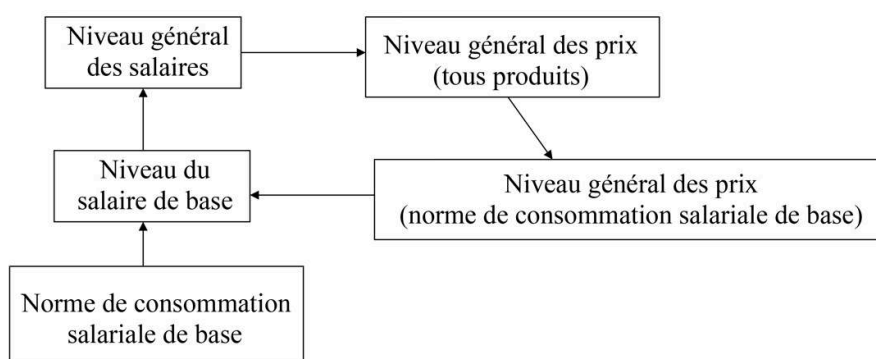 Niveau général
des salaires
Niveau général des prix
(tous produits)
Niveau du
salaire de base
Niveau général des prix
(norme de consommation salariale de base)
Norme de consommation
salariale de base